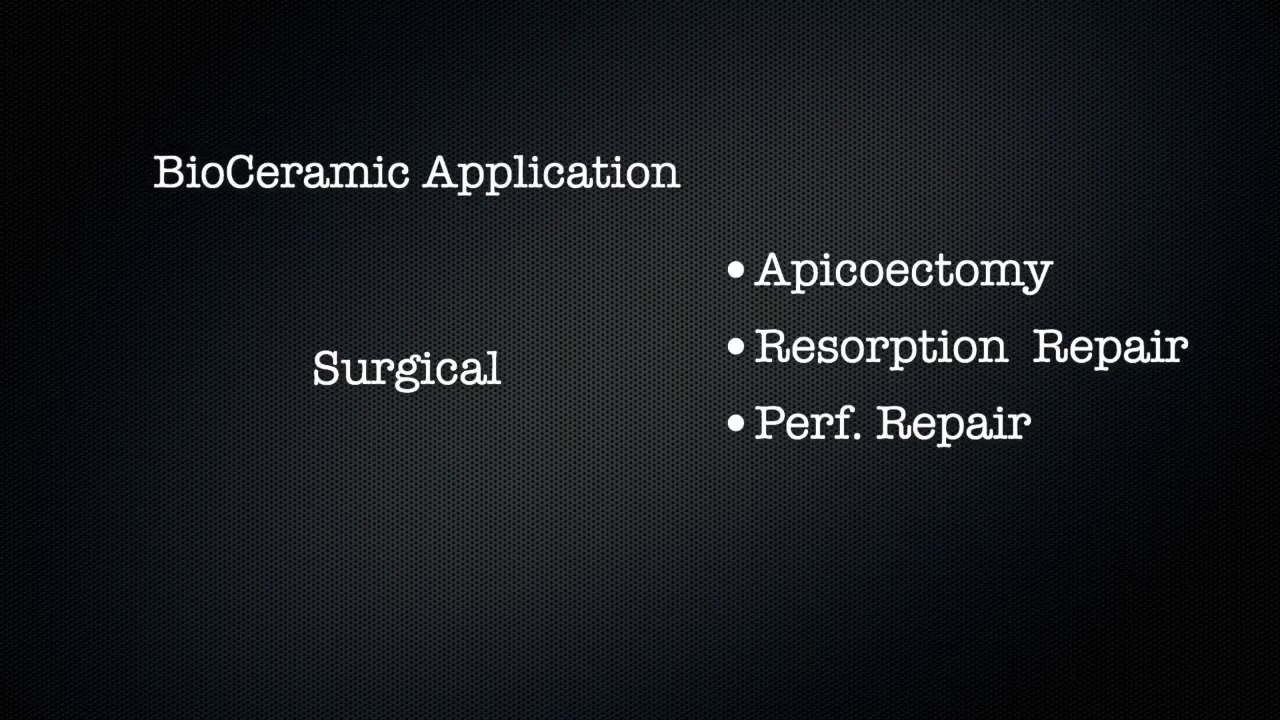 BioCeramic Application
Surgical
• Apicoectomy
• Resorption Repair
• Perf. Repair